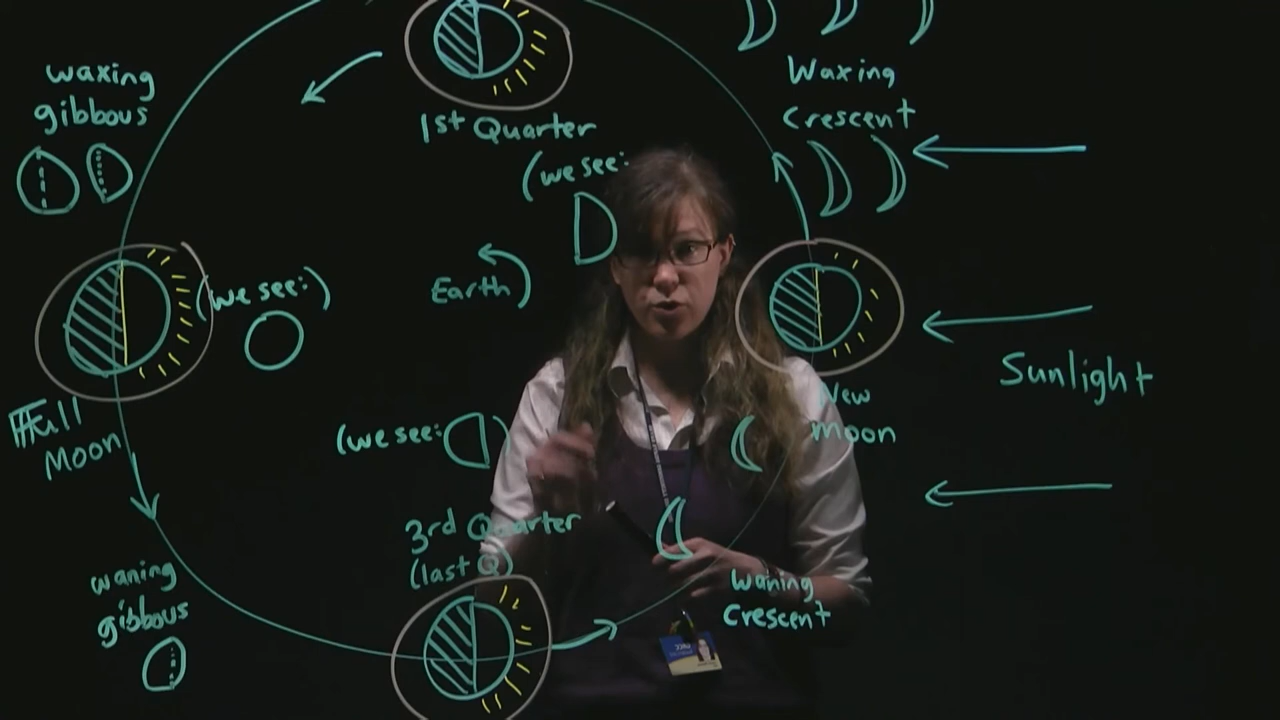 waxing
gibbous
1st Quarter
(we see:
Waxing
crescent
(we see:)
Earth
Sunlight
Full
Moon
New
moon
(we see: )
3rd Quarter
(last Q)
waning
gibbous
Waning
crescent